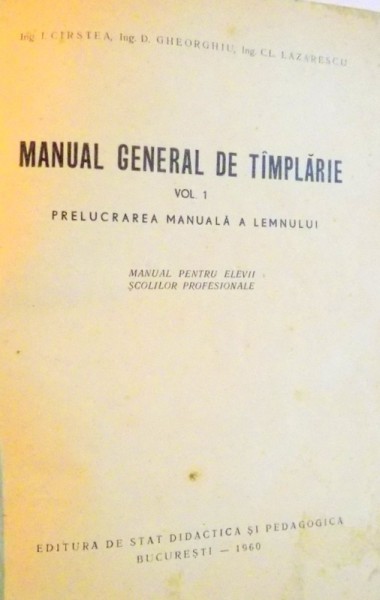 Ing. I. CÎRSTEA, Ing. D. GHEORGHIU, Ing. CL. LAZARESCU
MANUAL GENERAL DE TÎMPLĂRIE
VOL. 1
PRELUCRAREA MANUALĂ A LEMNULUI
MANUAL PENTRU ELEVII
ȘCOLILOR PROFESIONALE
EDITURA DE STAT DIDACTICA ȘI PEDAGOGICA
BUCUREȘTI — 1960